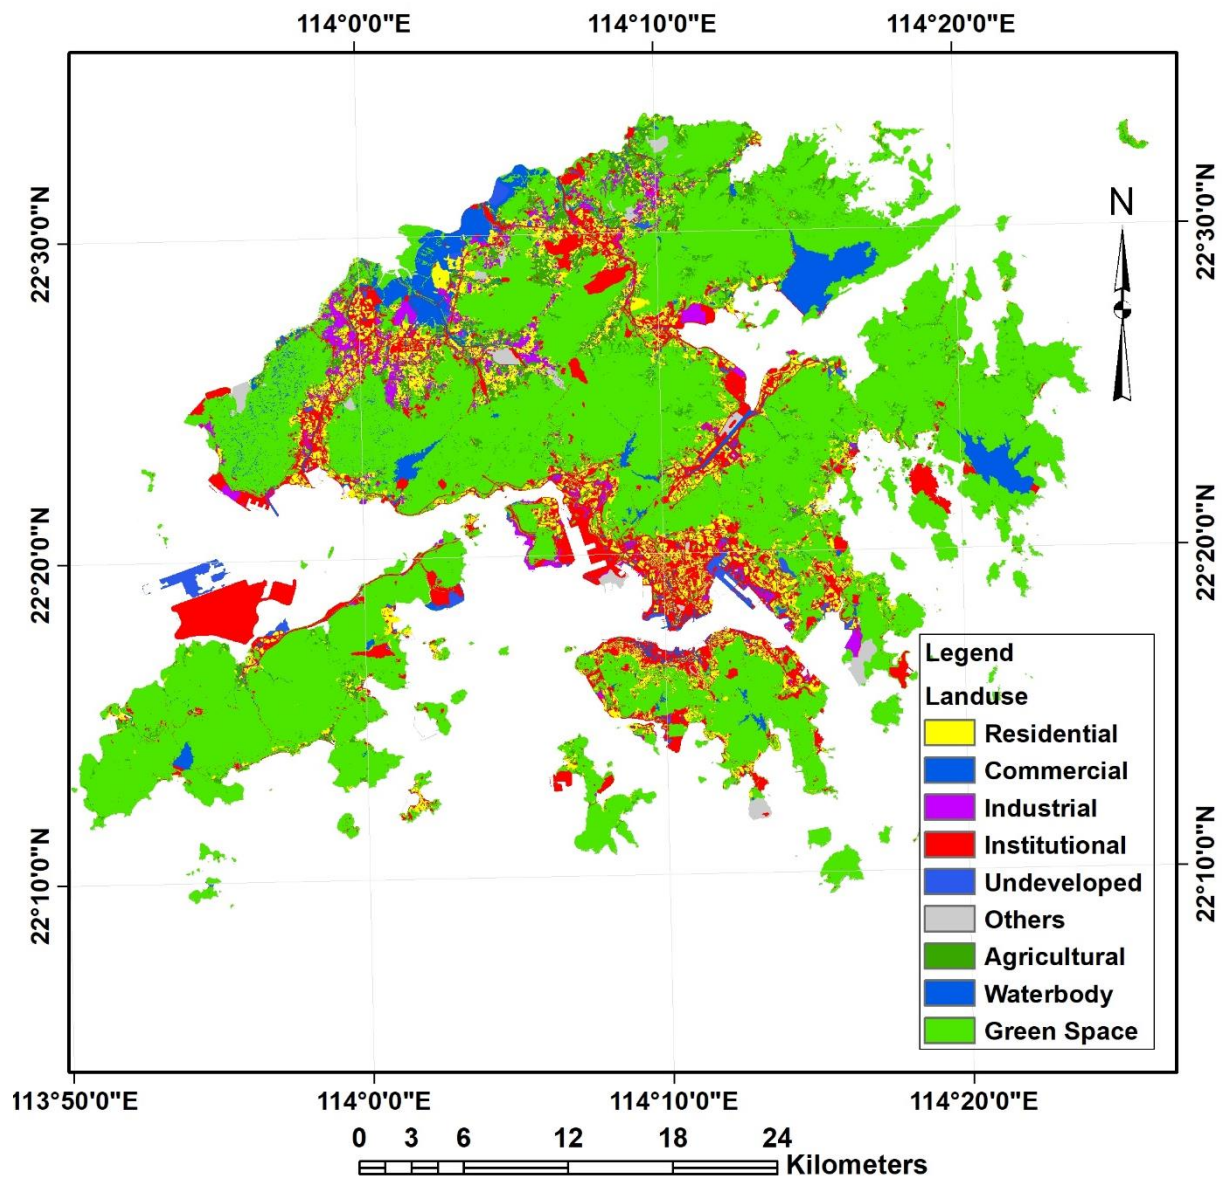 114°0'0"E 114°10'0"E 114°20'0"E
N
22°30'0"N 22°30'0"N
22°20'0"N 22°20'0"N
22°10'0"N 22°10'0"N
Legend
Landuse
Residential
Commercial
Industrial
Institutional
Undeveloped
Others
Agricultural
Waterbody
Green Space
113°50'0"E 114°0'0"E 114°10'0"E 114°20'0"E
0 3 6 12 18 24
Kilometers